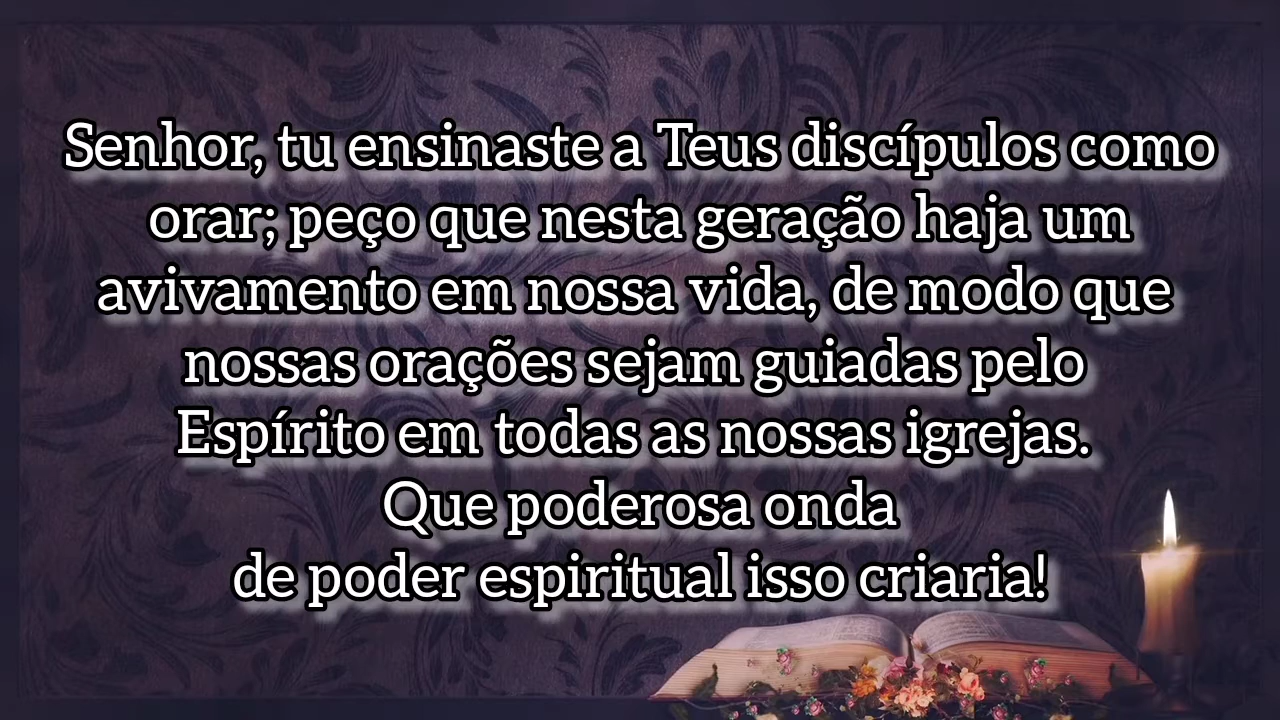 Senhor, tu ensinaste a Teus discípulos como
orar; peço que nesta geração haja um
avivamento em nossa vida, de modo que
nossas orações sejam guiadas pelo
Espírito em todas as nossas igrejas.
Que poderosa onda
de poder espiritual isso criaria!